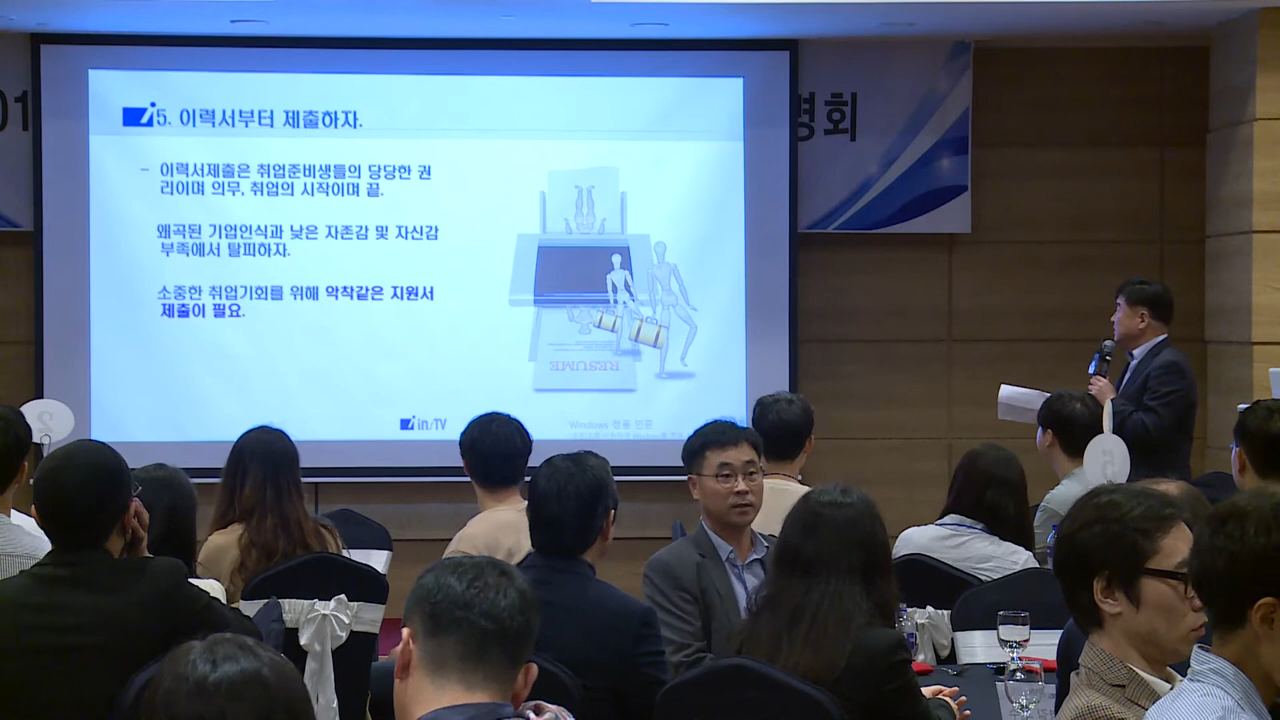 01
명회
5. 이력서부터 제출하자.
- 이력서제출은 취업준비생들의 당당한 권
리이며 의무, 취업의 시작이며 끝.
왜곡된 기업인식과 낮은 자존감 및 자신감
부족에서 탈피하자.
소중한 취업기회를 위해 악착같은 지원서
제출이 필요.
RESUME
in/TV
Windows 정품 인증
2
5